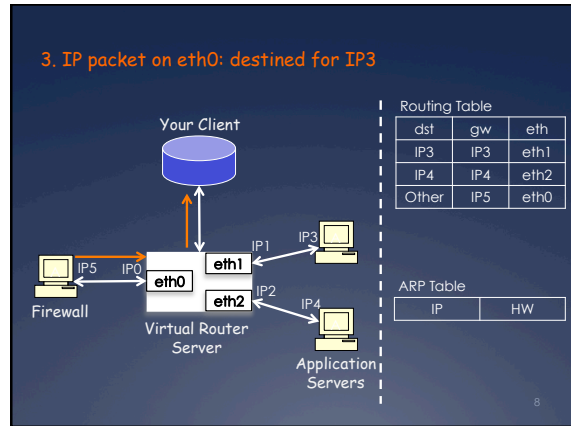 3. IP packet on eth0: destined for IP3
Your Client
IP5
IP0
eth0
eth1
eth2
IP1
IP2
IP3
IP4
Firewall
Virtual Router
Server
Application
Servers
Routing Table
dst gw eth
IP3 IP3 eth1
IP4 IP4 eth2
Other IP5 eth0
ARP Table
IP HW
8